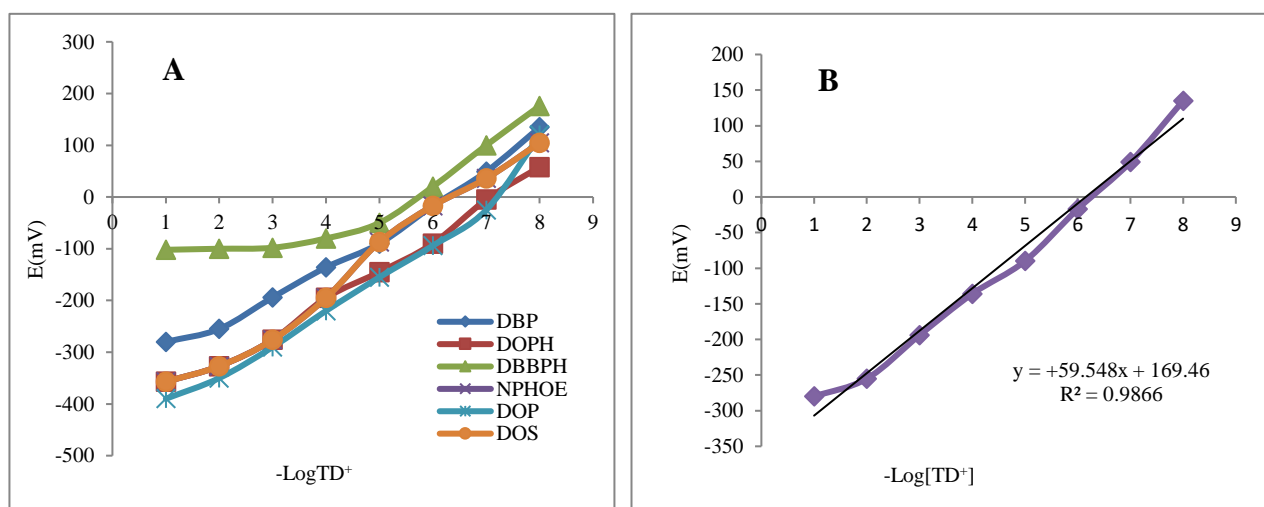 A
E(mV)
300
200
100
0
-100
-200
-300
-400
-500
0 1 2 3 4 5 6 7 8 9
DBP
DOPH
DBBPH
NPHOE
DOP
DOS
-LogTD⁺
B
E(mV)
200
150
100
50
0
-50
-100
-150
-200
-250
-300
-350
0 1 2 3 4 5 6 7 8 9
y = +59.548x + 169.46
R² = 0.9866
-Log[TD⁺]